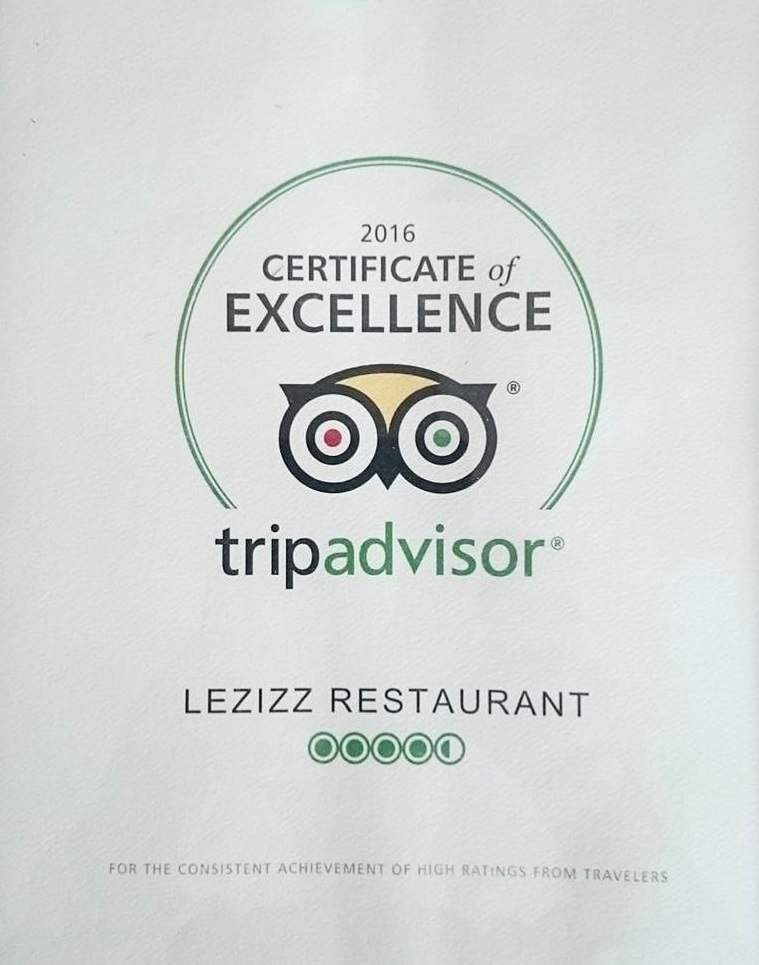 2016
CERTIFICATE of
EXCELLENCE
®
tripadvisor®
LEZIZZ RESTAURANT
FOR THE CONSISTENT ACHIEVEMENT OF HIGH RATINGS FROM TRAVELERS